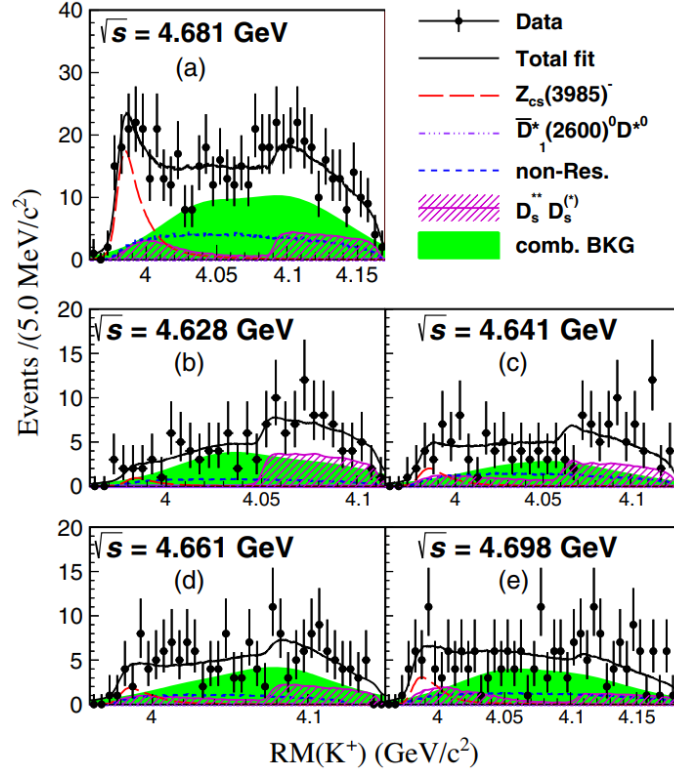 Events /(5.0 MeV/c²)
40
30
20
10
0
√s = 4.681 GeV
(a)
4 4.05 4.1 4.15
Data
Total fit
Z_cs(3985)⁻
D̄*₁(2600)⁰D*⁰
non-Res.
D_s** D_s^(*)
comb. BKG
20
15
10
5
0
√s = 4.628 GeV
(b)
4 4.05 4.1
√s = 4.641 GeV
(c)
4 4.05 4.1
20
15
10
5
0
√s = 4.661 GeV
(d)
4 4.1
√s = 4.698 GeV
(e)
4 4.05 4.1 4.15
RM(K⁺) (GeV/c²)